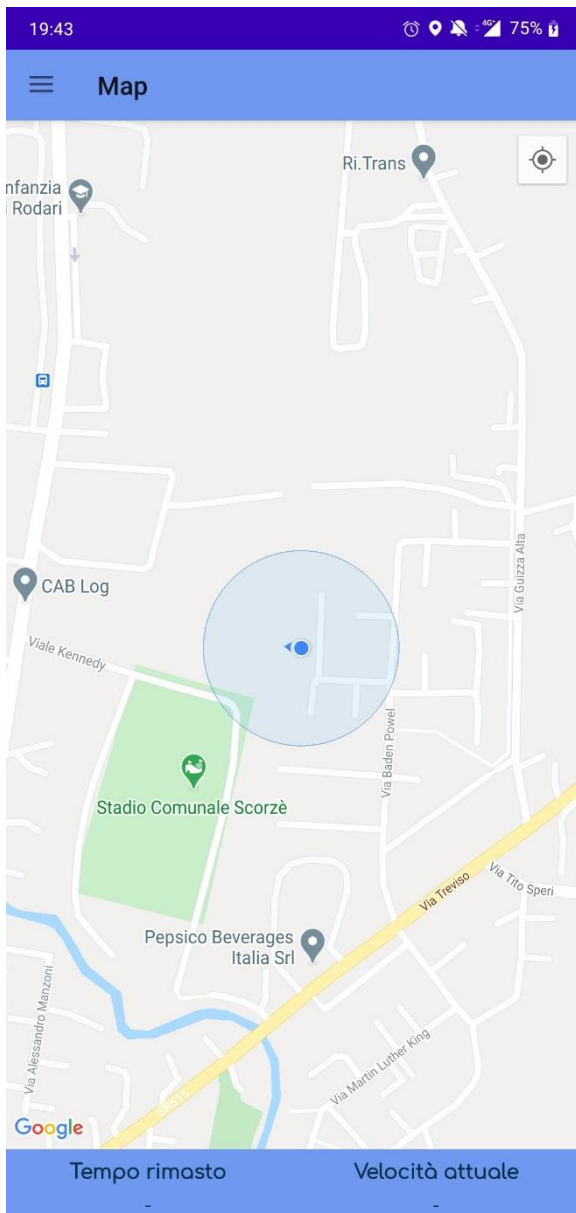 19:43
4G+ 75%
Map
Ri.Trans
nfanzia
Rodari
Via Guizza Alta
CAB Log
Viale Kennedy
Via Baden Powel
Stadio Comunale Scorzè
Via Treviso
Via Tito Speri
Pepsico Beverages
Italia Srl
Via Alessandro Manzoni
Via Martin Luther King
SR515
Google
Tempo rimasto
Velocità attuale
-
-